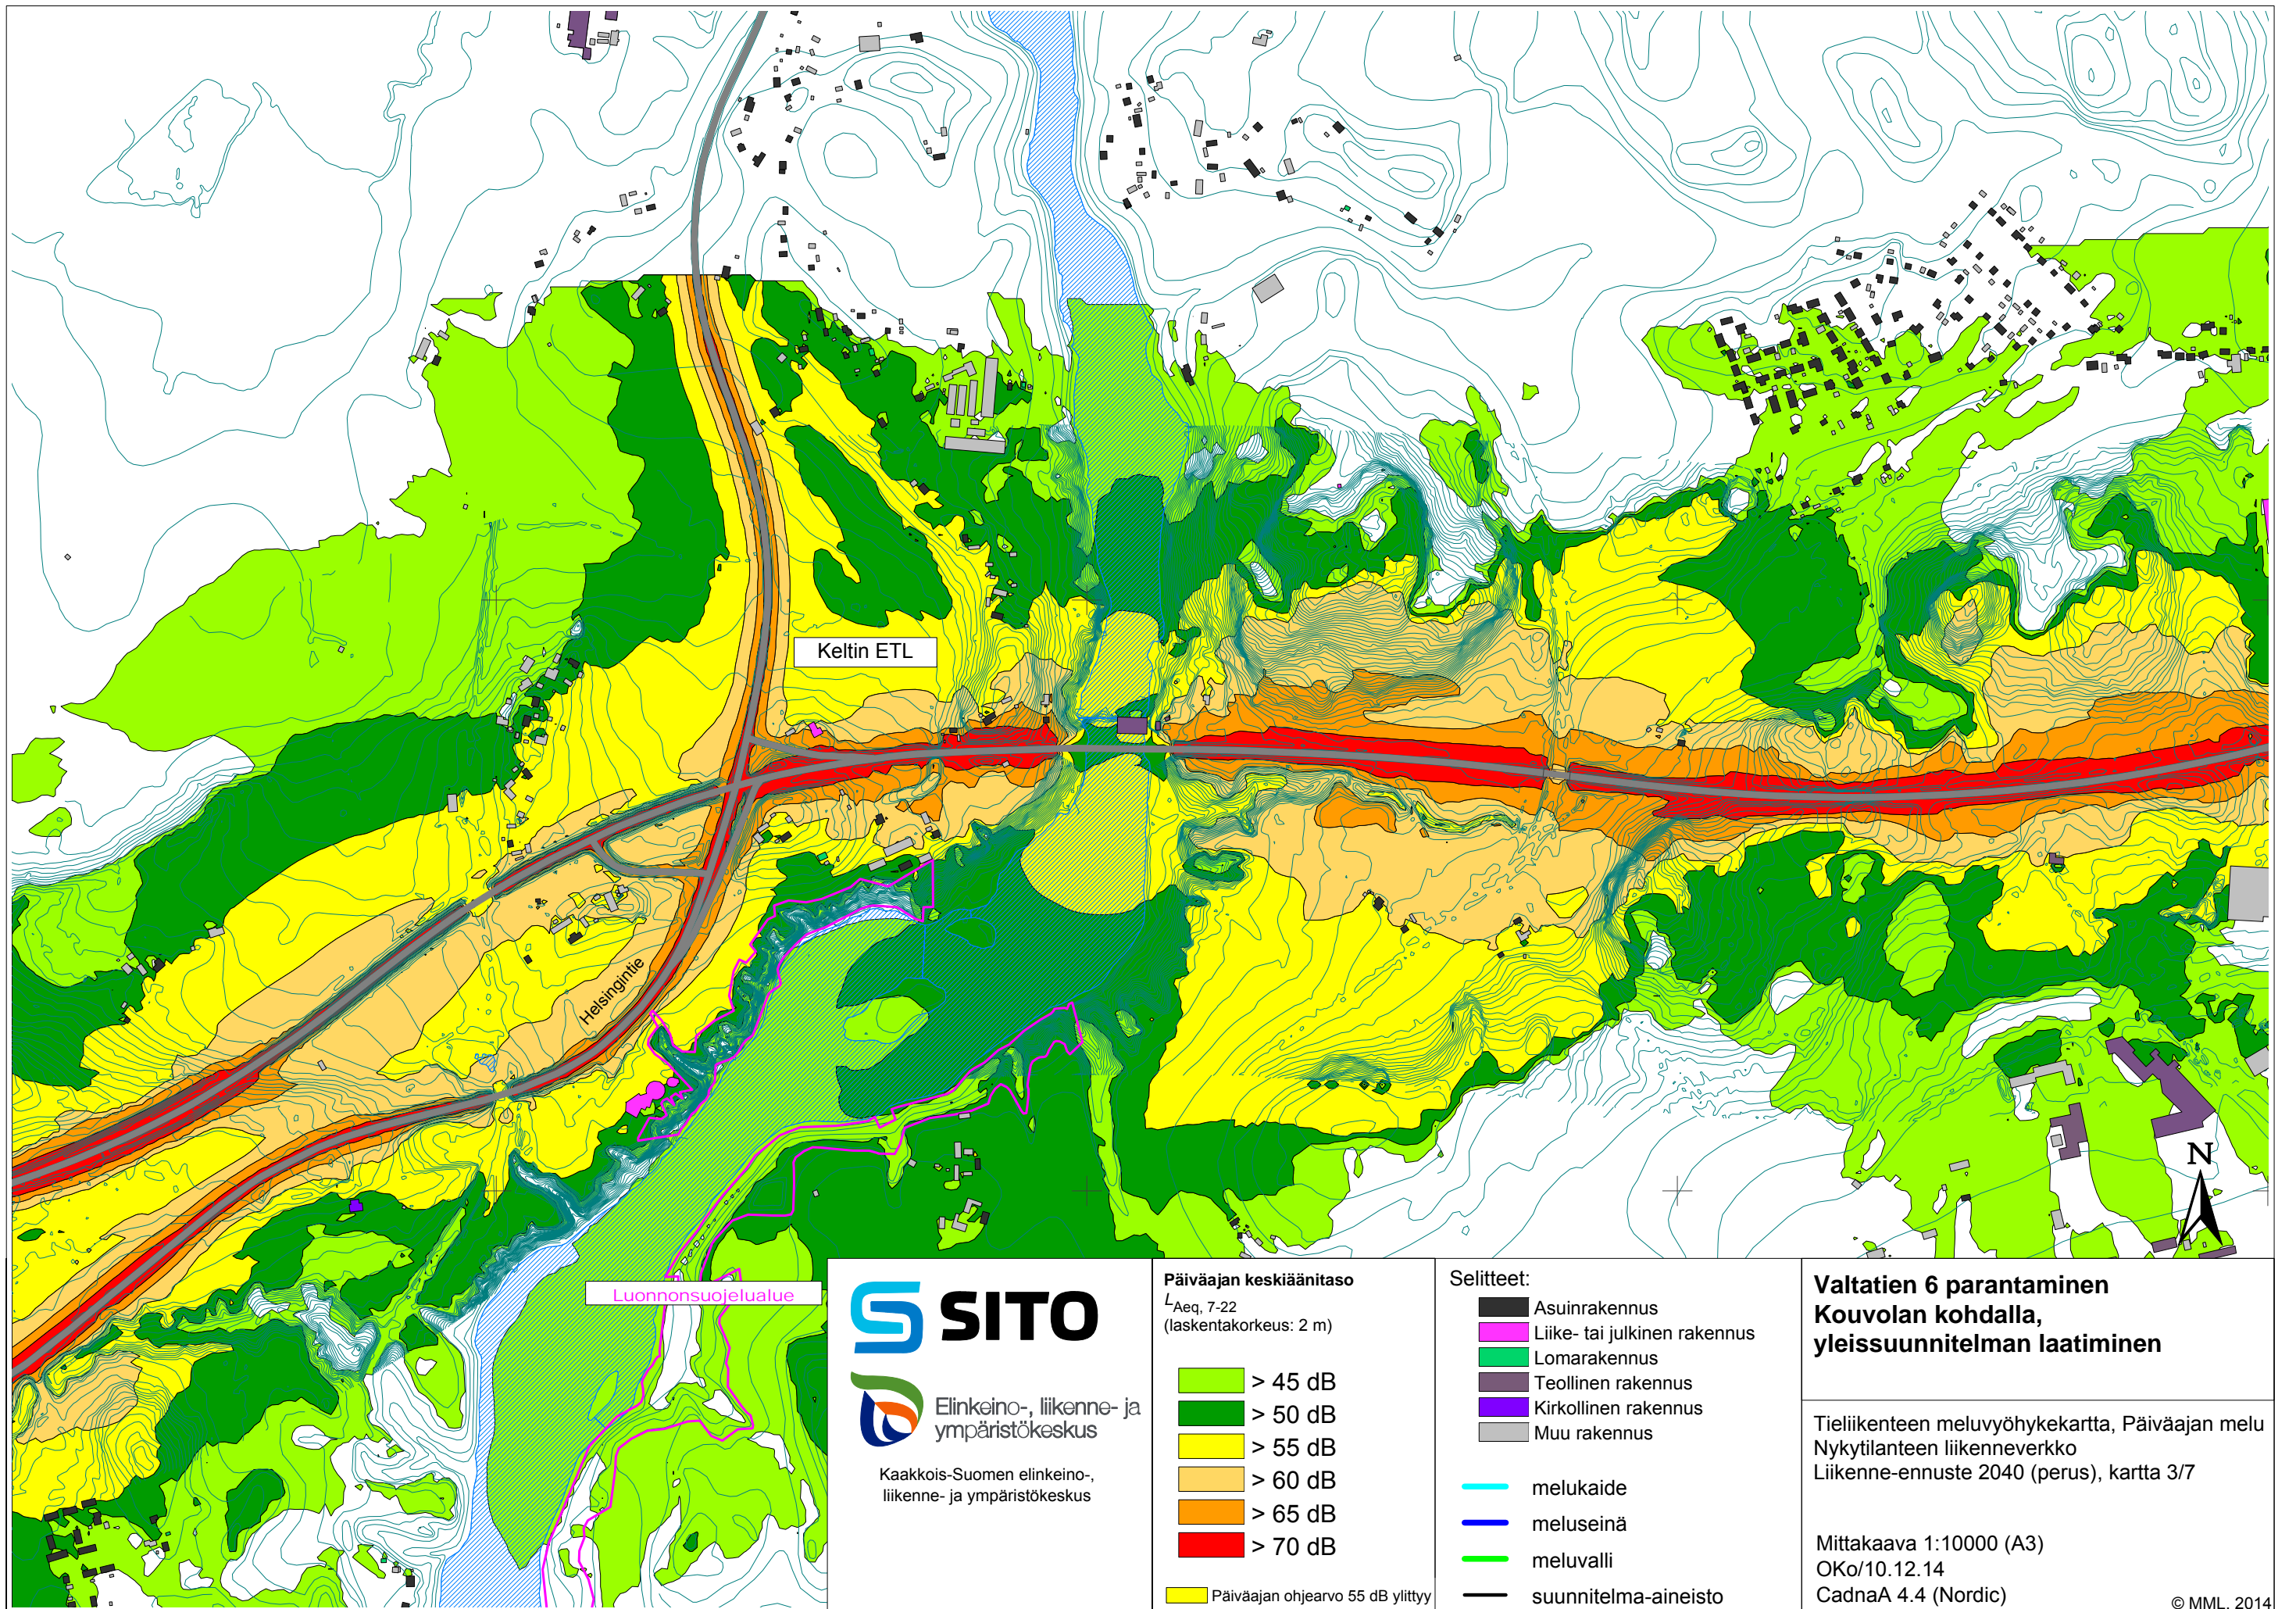 Keltin ETL
Helsingintie
Luonnonsuojelualue
N
SITO
Elinkeino-, liikenne- ja
ympäristökeskus
Kaakkois-Suomen elinkeino-,
liikenne- ja ympäristökeskus
Päiväajan keskiäänitaso
LAeq, 7-22
(laskentakorkeus: 2 m)
> 45 dB
> 50 dB
> 55 dB
> 60 dB
> 65 dB
> 70 dB
Päiväajan ohjearvo 55 dB ylittyy
Selitteet:
Asuinrakennus
Liike- tai julkinen rakennus
Lomarakennus
Teollinen rakennus
Kirkollinen rakennus
Muu rakennus
melukaide
meluseinä
meluvalli
suunnitelma-aineisto
Valtatien 6 parantaminen
Kouvolan kohdalla,
yleissuunnitelman laatiminen
Tieliikenteen meluvyöhykekartta, Päiväajan melu
Nykytilanteen liikenneverkko
Liikenne-ennuste 2040 (perus), kartta 3/7
Mittakaava 1:10000 (A3)
OKo/10.12.14
CadnaA 4.4 (Nordic)
© MML, 2014